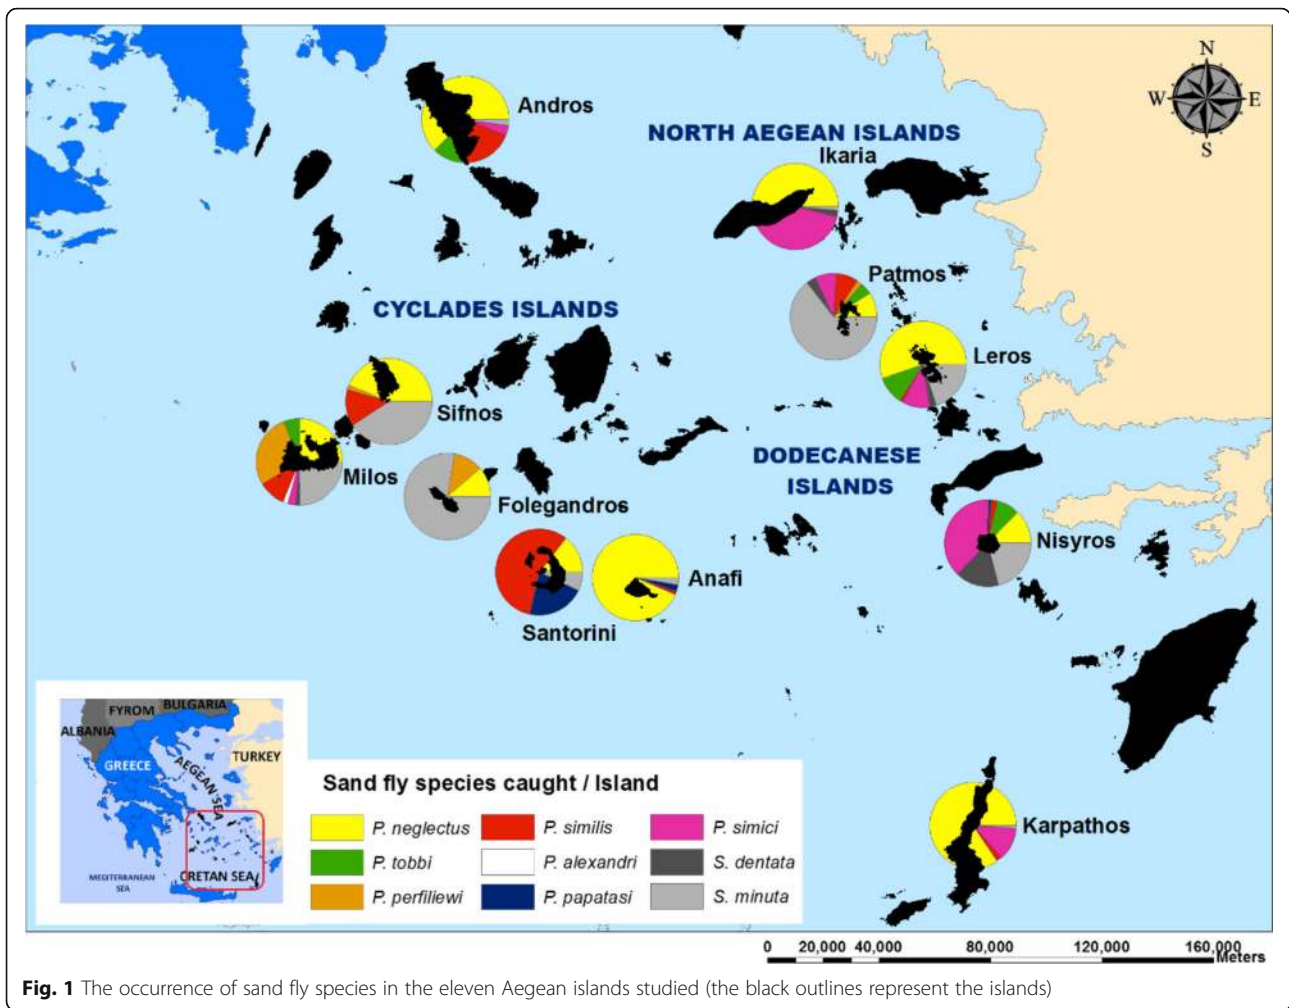 N
W E
S
Andros
NORTH AEGEAN ISLANDS
Ikaria
Patmos
CYCLADES ISLANDS
Leros
Sifnos
Milos
DODECANESE
ISLANDS
Folegandros
Nisyros
Anafi
Santorini
Karpathos
BULGARIA
FYROM
ALBANIA
TURKEY
GREECE
AEGEAN SEA
MEDITERRANEAN
SEA
CRETAN SEA
Sand fly species caught / Island
P. neglectus P. similis P. simici
P. tobbi P. alexandri S. dentata
P. perfiliewi P. papatasi S. minuta
0 20,000 40,000 80,000 120,000 160,000
Meters
Fig. 1 The occurrence of sand fly species in the eleven Aegean islands studied (the black outlines represent the islands)